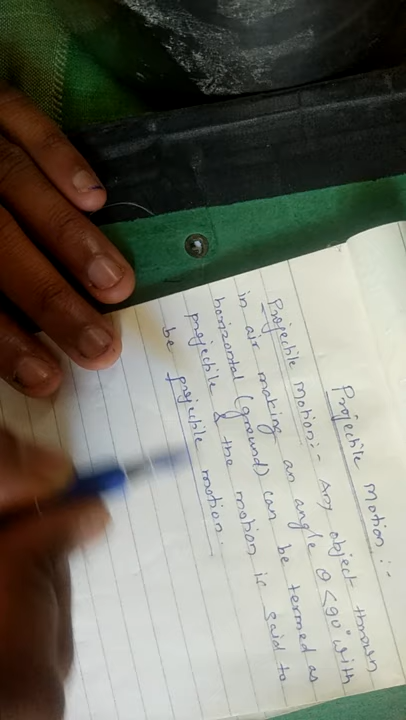 Projectile Motion :-
Projectile Motion:- Any object thrown
in air making an angle θ <90° with
horizontal (ground) can be termed as
projectile & the motion is said to
be projectile motion.